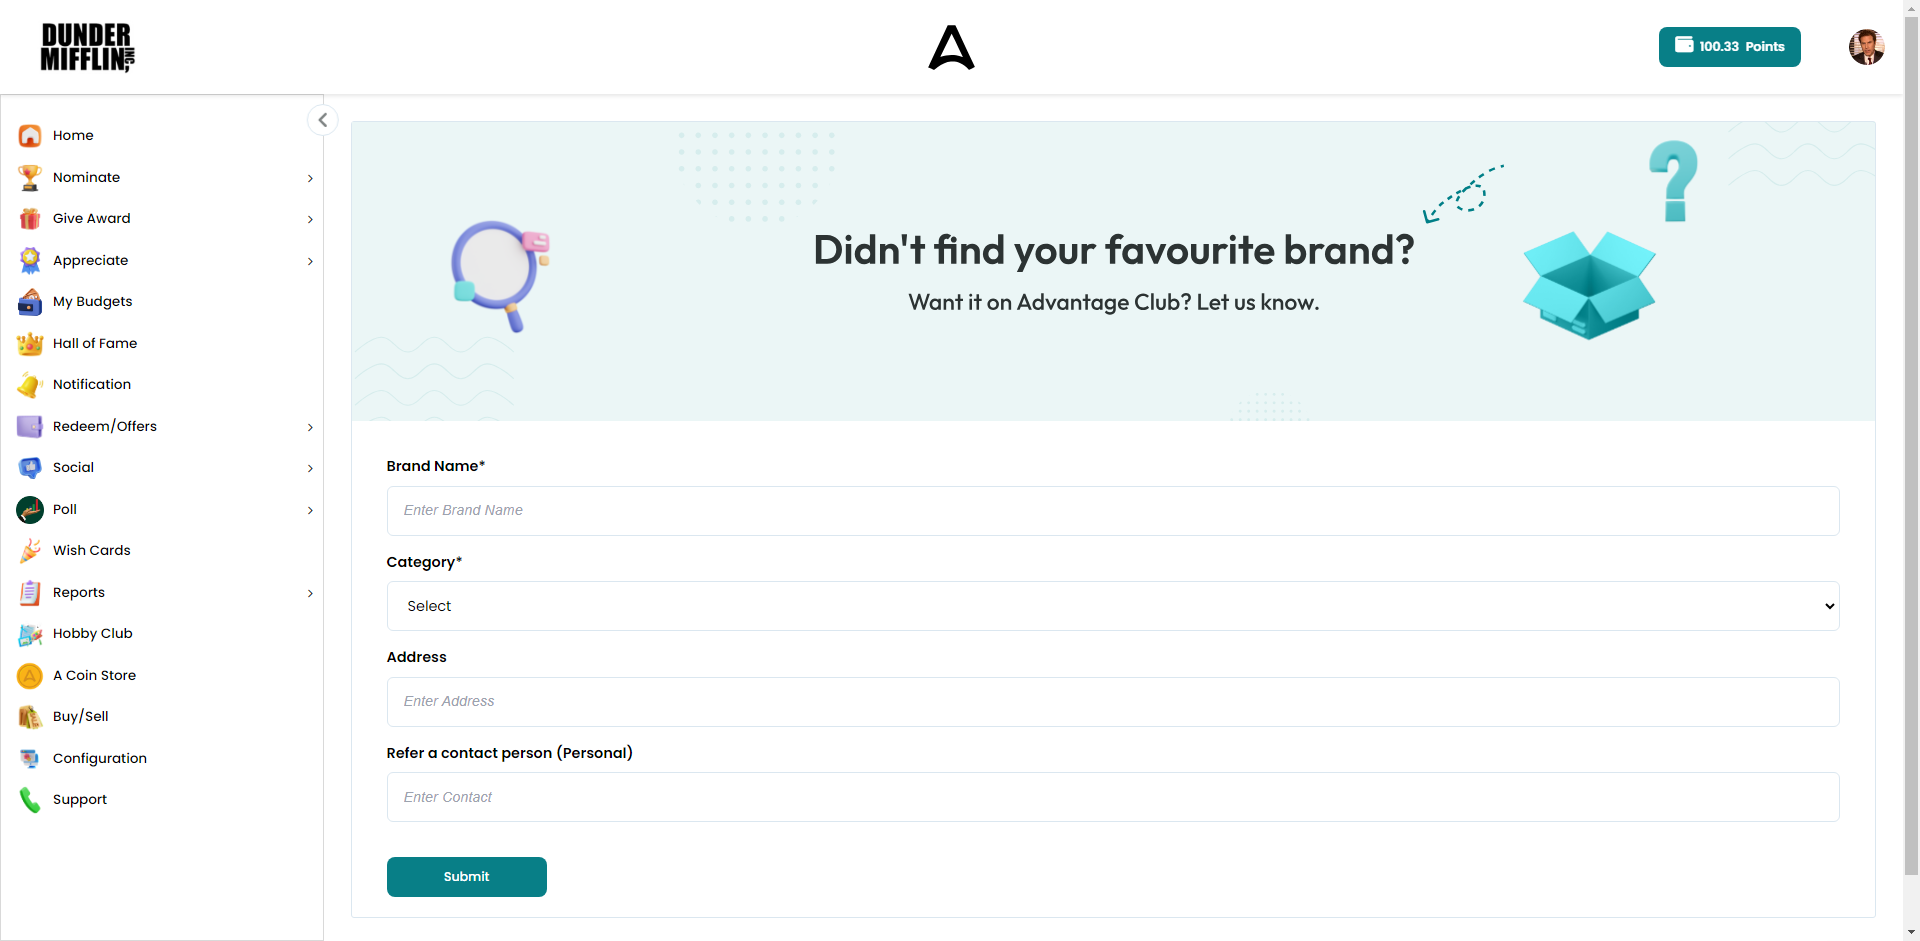 DUNDER
MIFFLIN INC,
100.33 Points
Home
Nominate
Give Award
Appreciate
My Budgets
Hall of Fame
Notification
Redeem/Offers
Social
Poll
Wish Cards
Reports
Hobby Club
A Coin Store
Buy/Sell
Configuration
Support
Didn't find your favourite brand?
Want it on Advantage Club? Let us know.
Brand Name*
Enter Brand Name
Category*
Select
Address
Enter Address
Refer a contact person (Personal)
Enter Contact
Submit